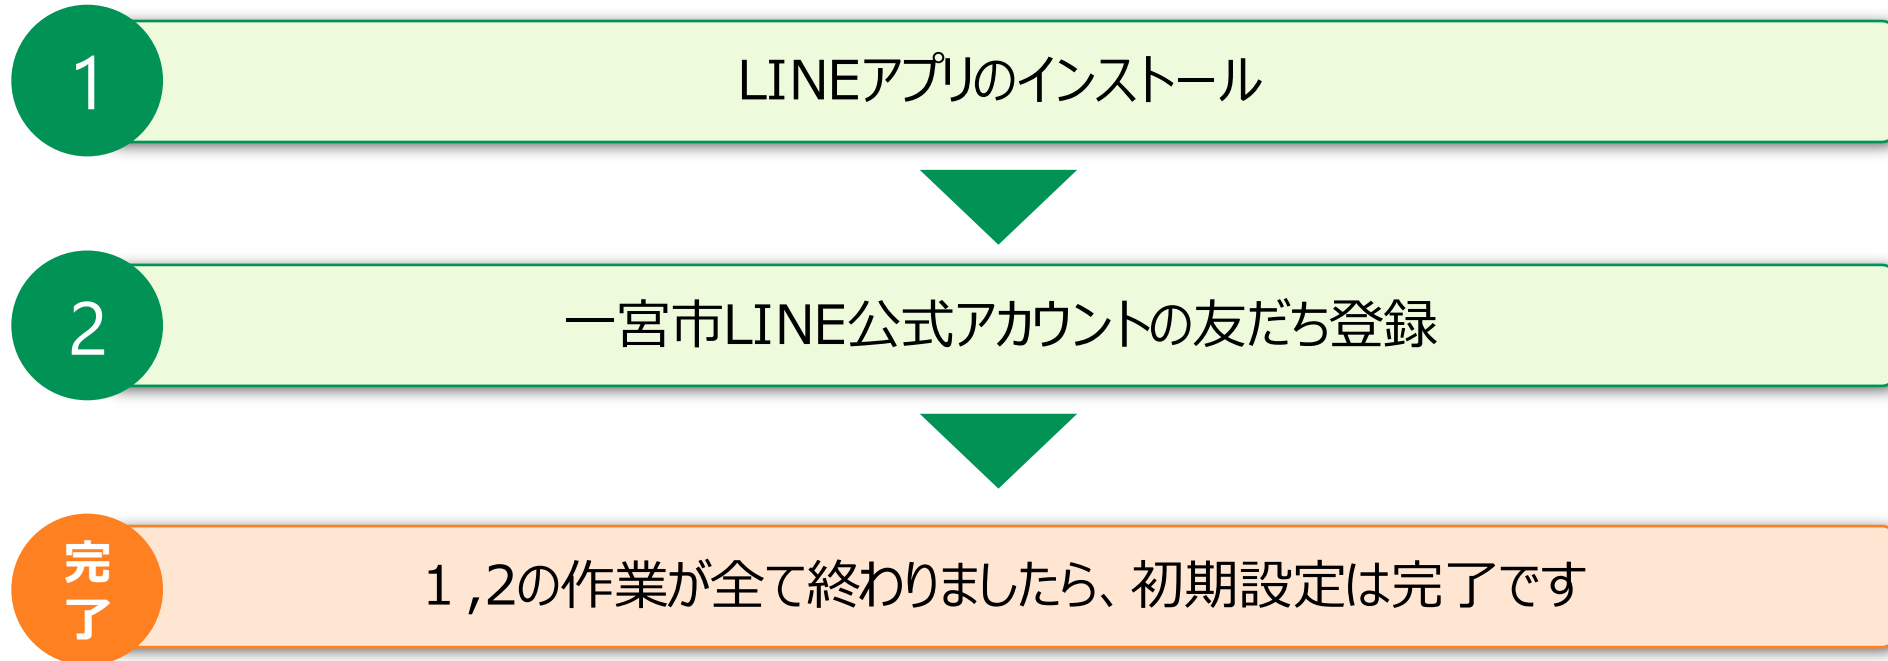 1
LINEアプリのインストール
2
一宮市LINE公式アカウントの友だち登録
完
了
1 ,2の作業が全て終わりましたら、初期設定は完了です